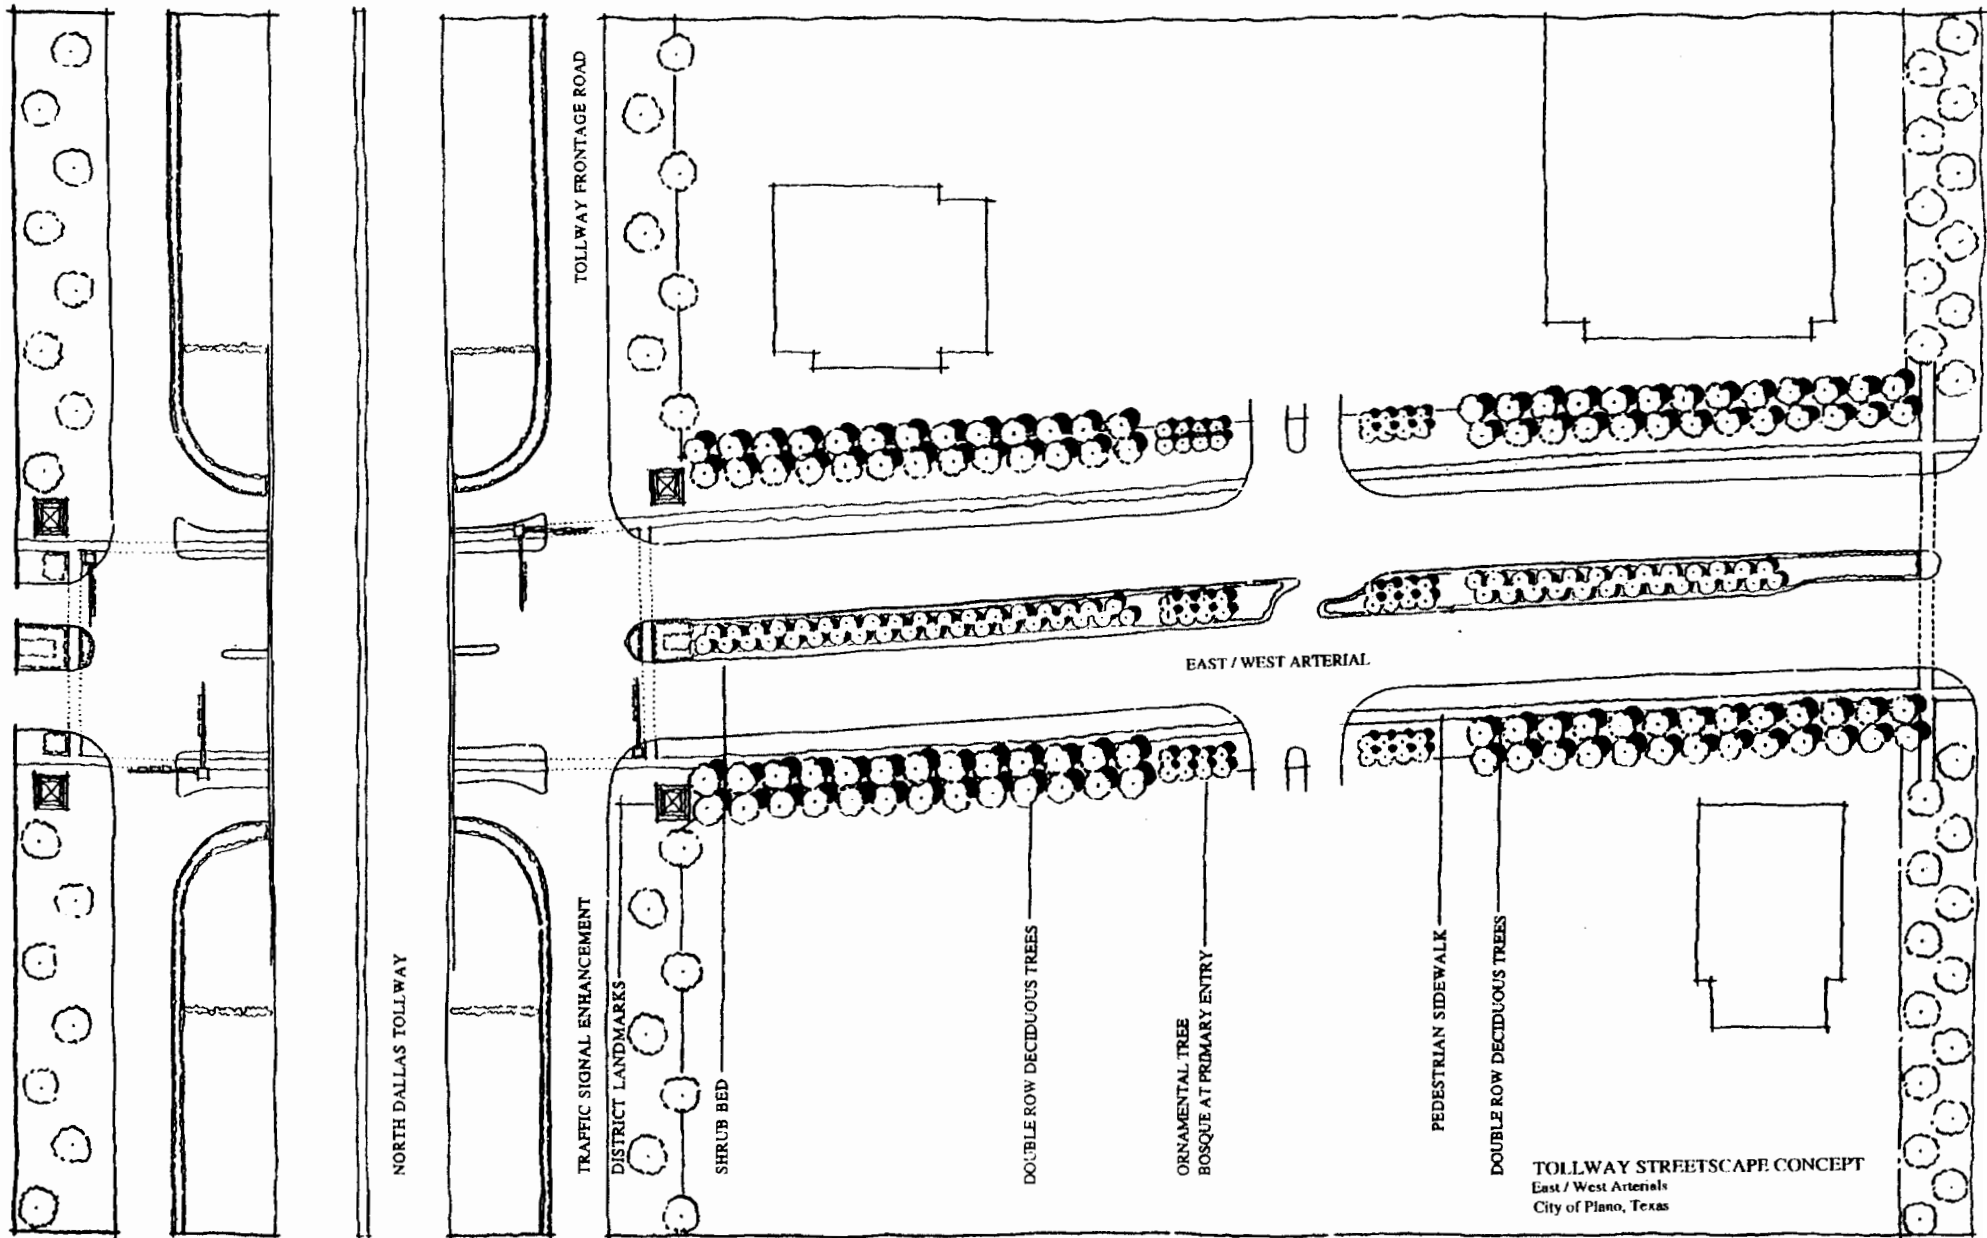 TOLLWAY FRONTAGE ROAD
EAST / WEST ARTERIAL
NORTH DALLAS TOLLWAY
TRAFFIC SIGNAL ENHANCEMENT
DISTRICT LANDMARKS
SHRUB BED
DOUBLE ROW DECIDUOUS TREES
ORNAMENTAL TREE
BOSQUE AT PRIMARY ENTRY
PEDESTRIAN SIDEWALK
DOUBLE ROW DECIDUOUS TREES
TOLLWAY STREETSCAPE CONCEPT
East / West Arterials
City of Plano, Texas